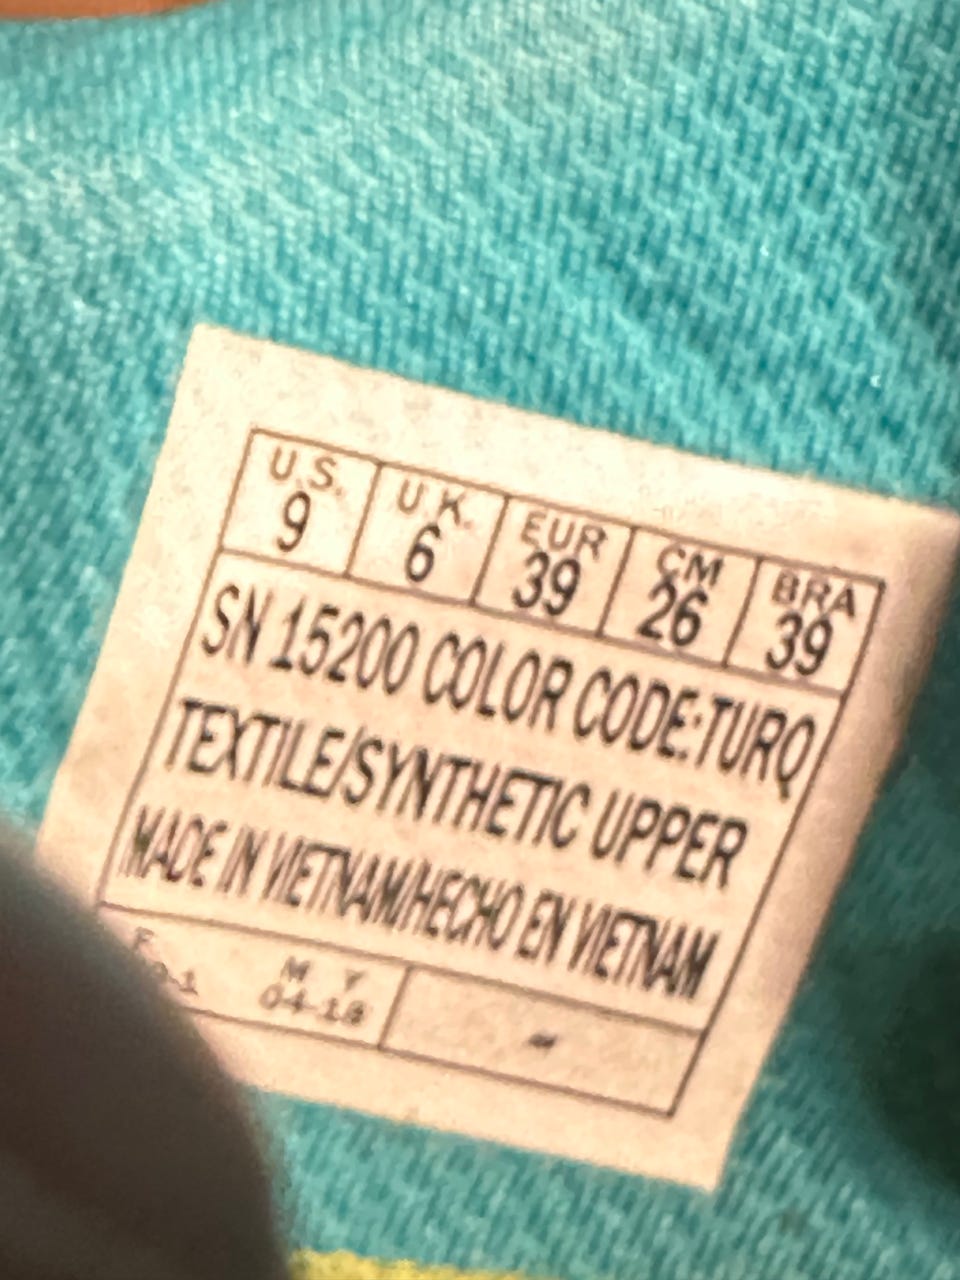 U.S. U.K. EUR CM BRA
9 6 39 26 39
SN 15200 COLOR CODE:TURQ
TEXTILE/SYNTHETIC UPPER
MADE IN VIETNAM/HECHO EN VIETNAM
F M Y
04-18 -